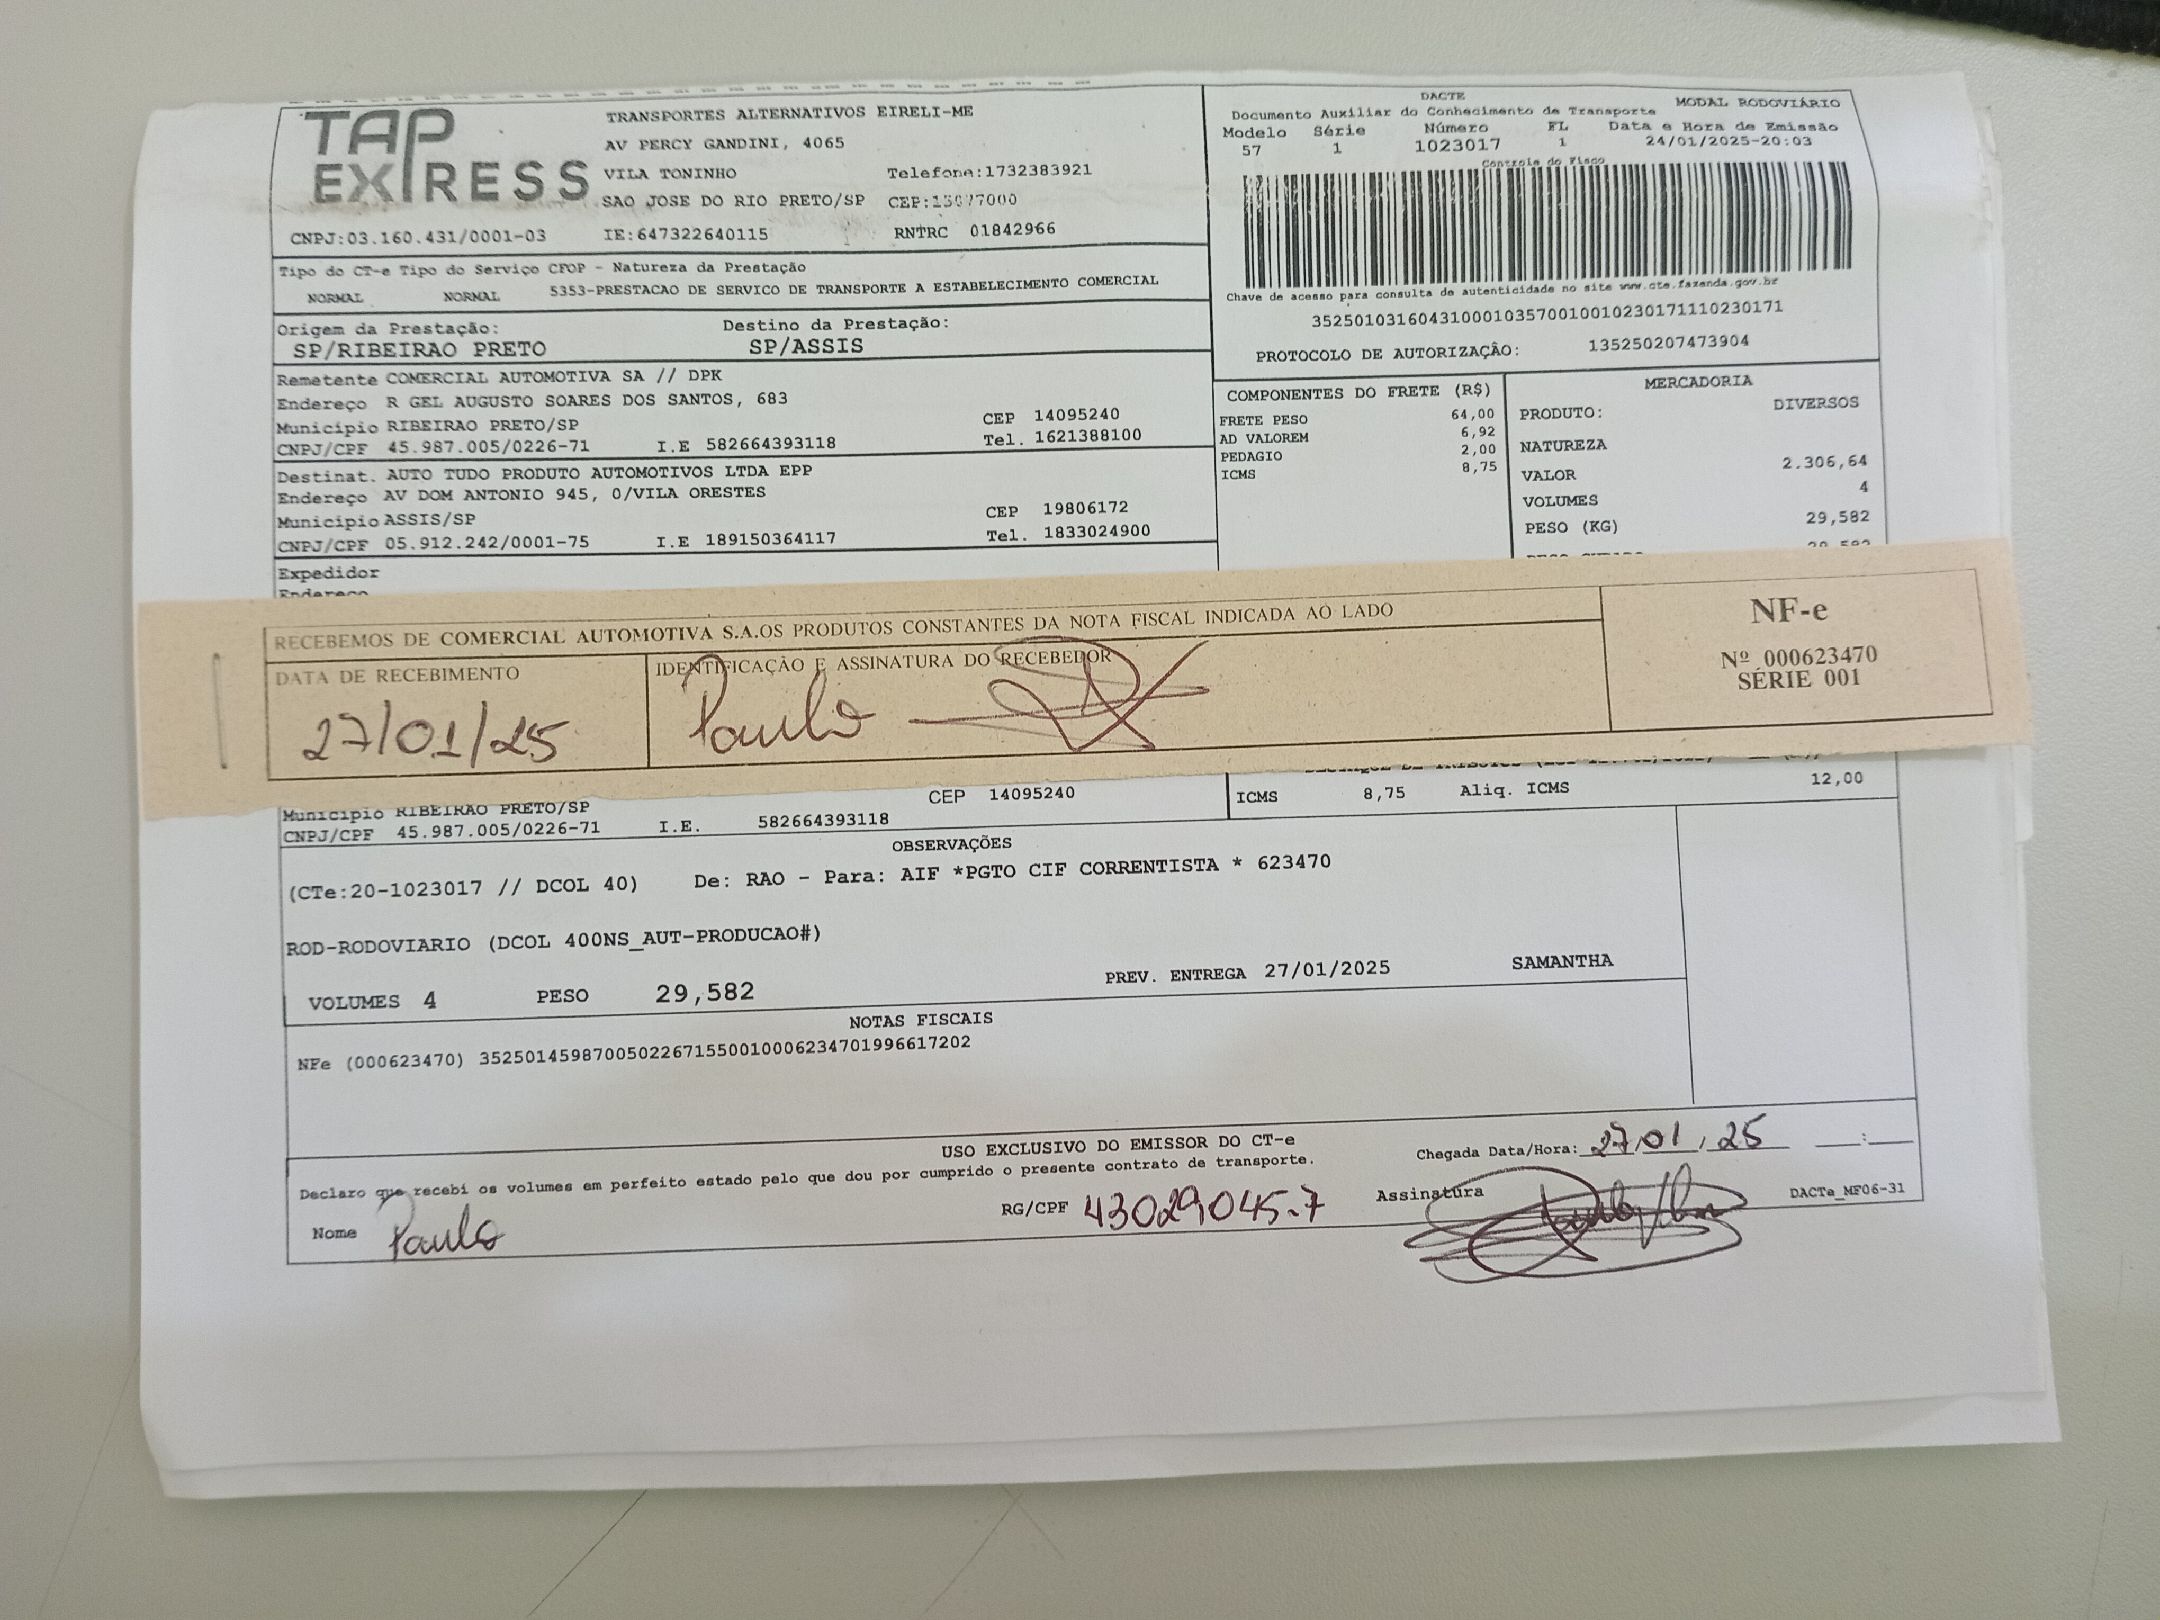 TAP EXPRESS
TRANSPORTES ALTERNATIVOS EIRELI-ME
AV PERCY GANDINI, 4065
VILA TONINHO Telefone:1732383921
SAO JOSE DO RIO PRETO/SP CEP:15077000
CNPJ:03.160.431/0001-03 IE:647322640115 RNTRC 01842966
DACTE MODAL RODOVIÁRIO
Documento Auxiliar do Conhecimento de Transporte
Modelo Série Número FL Data e Hora de Emissão
57 1 1023017 1 24/01/2025-20:03
Controle do Fisco
Chave de acesso para consulta de autenticidade no site www.cte.fazenda.gov.br
35250103160431000103570010010230171110230171
PROTOCOLO DE AUTORIZAÇÃO: 135250207473904
Tipo do CT-e Tipo do Serviço CFOP - Natureza da Prestação
NORMAL NORMAL 5353-PRESTACAO DE SERVICO DE TRANSPORTE A ESTABELECIMENTO COMERCIAL
Origem da Prestação: Destino da Prestação:
SP/RIBEIRAO PRETO SP/ASSIS
Remetente COMERCIAL AUTOMOTIVA SA // DPK
Endereço R GEL AUGUSTO SOARES DOS SANTOS, 683
Município RIBEIRAO PRETO/SP CEP 14095240
CNPJ/CPF 45.987.005/0226-71 I.E 582664393118 Tel. 1621388100
Destinat. AUTO TUDO PRODUTO AUTOMOTIVOS LTDA EPP
Endereço AV DOM ANTONIO 945, 0/VILA ORESTES
Município ASSIS/SP CEP 19806172
CNPJ/CPF 05.912.242/0001-75 I.E 189150364117 Tel. 1833024900
Expedidor
Endereço
COMPONENTES DO FRETE (R$)
FRETE PESO 64,00
AD VALOREM 6,92
PEDAGIO 2,00
ICMS 8,75
MERCADORIA
PRODUTO: DIVERSOS
NATUREZA
VALOR 2.306,64
VOLUMES 4
PESO (KG) 29,582
RECEBEMOS DE COMERCIAL AUTOMOTIVA S.A.OS PRODUTOS CONSTANTES DA NOTA FISCAL INDICADA AO LADO
DATA DE RECEBIMENTO IDENTIFICAÇÃO E ASSINATURA DO RECEBEDOR
27/01/25 Paulo
NF-e
Nº 000623470
SÉRIE 001
Município RIBEIRAO PRETO/SP CEP 14095240
CNPJ/CPF 45.987.005/0226-71 I.E. 582664393118
ICMS 8,75 Aliq. ICMS 12,00
OBSERVAÇÕES
(CTe:20-1023017 // DCOL 40) De: RAO - Para: AIF *PGTO CIF CORRENTISTA * 623470
ROD-RODOVIARIO (DCOL 400NS_AUT-PRODUCAO#)
VOLUMES 4 PESO 29,582 PREV. ENTREGA 27/01/2025 SAMANTHA
NOTAS FISCAIS
NFe (000623470) 35250145987005022671550010006234701996617202
USO EXCLUSIVO DO EMISSOR DO CT-e
Declaro que recebi os volumes em perfeito estado pelo que dou por cumprido o presente contrato de transporte.
Chegada Data/Hora: 27/01/25 __:__
Nome Paulo RG/CPF 43029045-7 Assinatura
DACTe_MF06-31